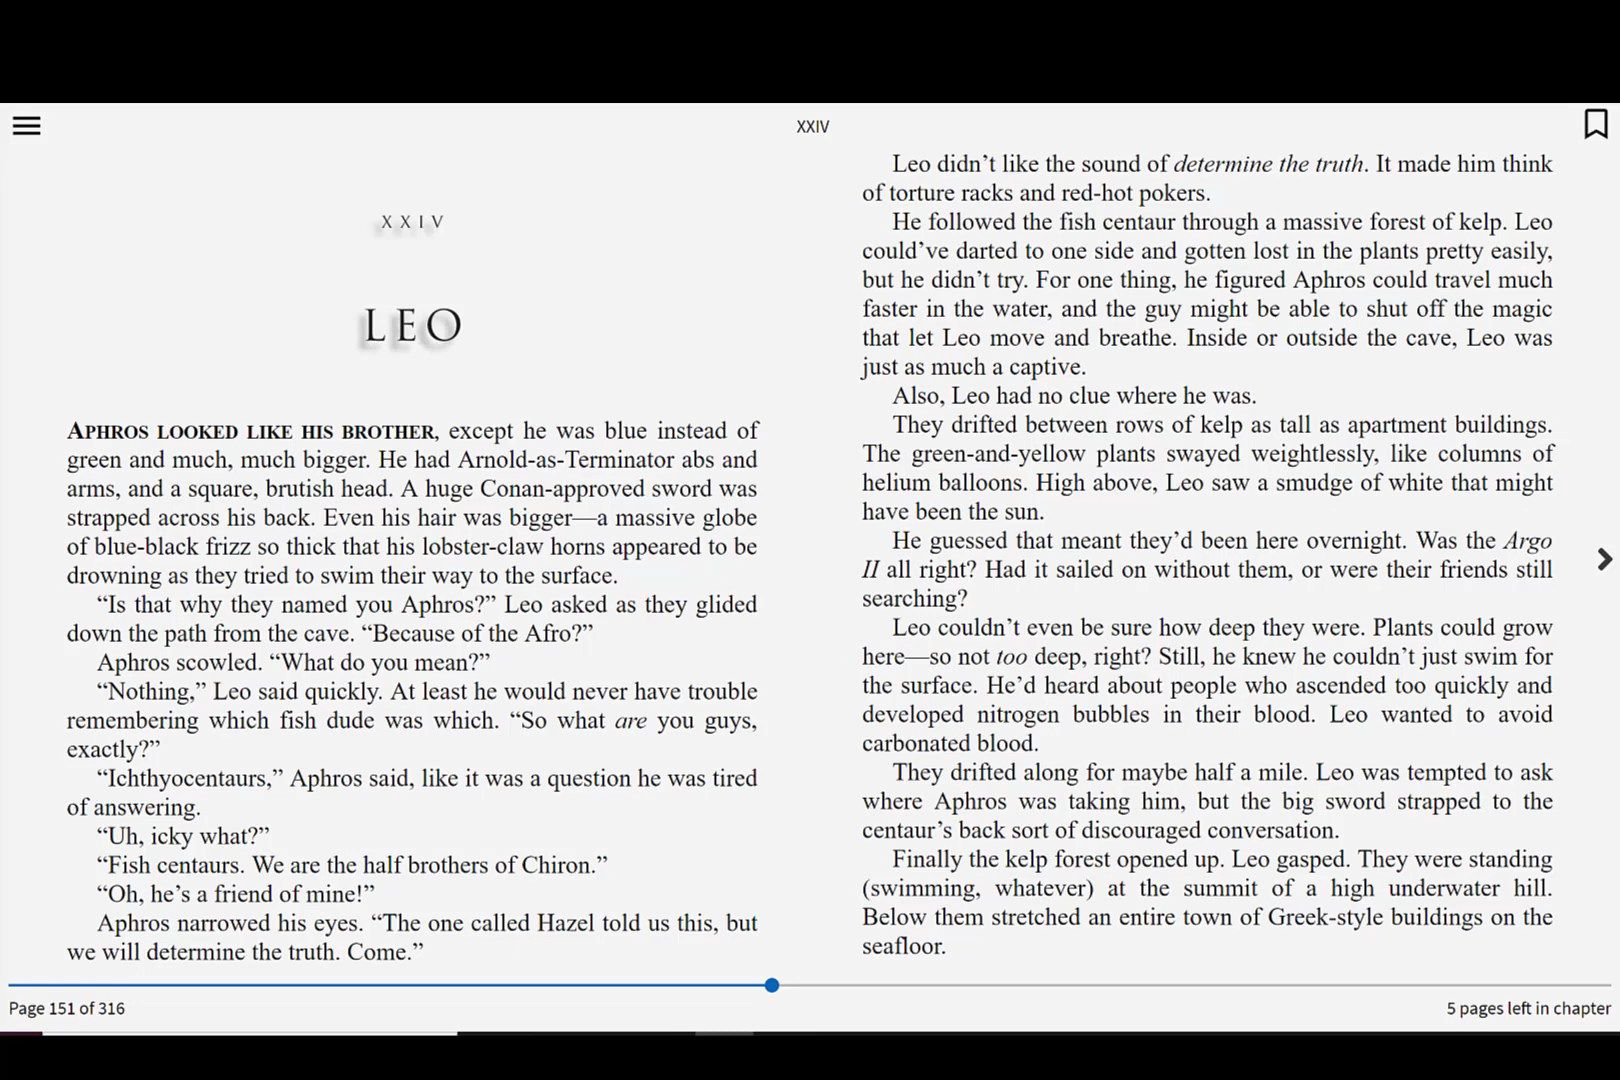 XXIV
XXIV
LEO
APHROS LOOKED LIKE HIS BROTHER, except he was blue instead of
green and much, much bigger. He had Arnold-as-Terminator abs and
arms, and a square, brutish head. A huge Conan-approved sword was
strapped across his back. Even his hair was bigger—a massive globe
of blue-black frizz so thick that his lobster-claw horns appeared to be
drowning as they tried to swim their way to the surface.
“Is that why they named you Aphros?” Leo asked as they glided
down the path from the cave. “Because of the Afro?”
Aphros scowled. “What do you mean?”
“Nothing,” Leo said quickly. At least he would never have trouble
remembering which fish dude was which. “So what are you guys,
exactly?”
“Ichthyocentaurs,” Aphros said, like it was a question he was tired
of answering.
“Uh, icky what?”
“Fish centaurs. We are the half brothers of Chiron.”
“Oh, he’s a friend of mine!”
Aphros narrowed his eyes. “The one called Hazel told us this, but
we will determine the truth. Come.”
Leo didn’t like the sound of determine the truth. It made him think
of torture racks and red-hot pokers.
He followed the fish centaur through a massive forest of kelp. Leo
could’ve darted to one side and gotten lost in the plants pretty easily,
but he didn’t try. For one thing, he figured Aphros could travel much
faster in the water, and the guy might be able to shut off the magic
that let Leo move and breathe. Inside or outside the cave, Leo was
just as much a captive.
Also, Leo had no clue where he was.
They drifted between rows of kelp as tall as apartment buildings.
The green-and-yellow plants swayed weightlessly, like columns of
helium balloons. High above, Leo saw a smudge of white that might
have been the sun.
He guessed that meant they’d been here overnight. Was the Argo
II all right? Had it sailed on without them, or were their friends still
searching?
Leo couldn’t even be sure how deep they were. Plants could grow
here—so not too deep, right? Still, he knew he couldn’t just swim for
the surface. He’d heard about people who ascended too quickly and
developed nitrogen bubbles in their blood. Leo wanted to avoid
carbonated blood.
They drifted along for maybe half a mile. Leo was tempted to ask
where Aphros was taking him, but the big sword strapped to the
centaur’s back sort of discouraged conversation.
Finally the kelp forest opened up. Leo gasped. They were standing
(swimming, whatever) at the summit of a high underwater hill.
Below them stretched an entire town of Greek-style buildings on the
seafloor.
Page 151 of 316
5 pages left in chapter